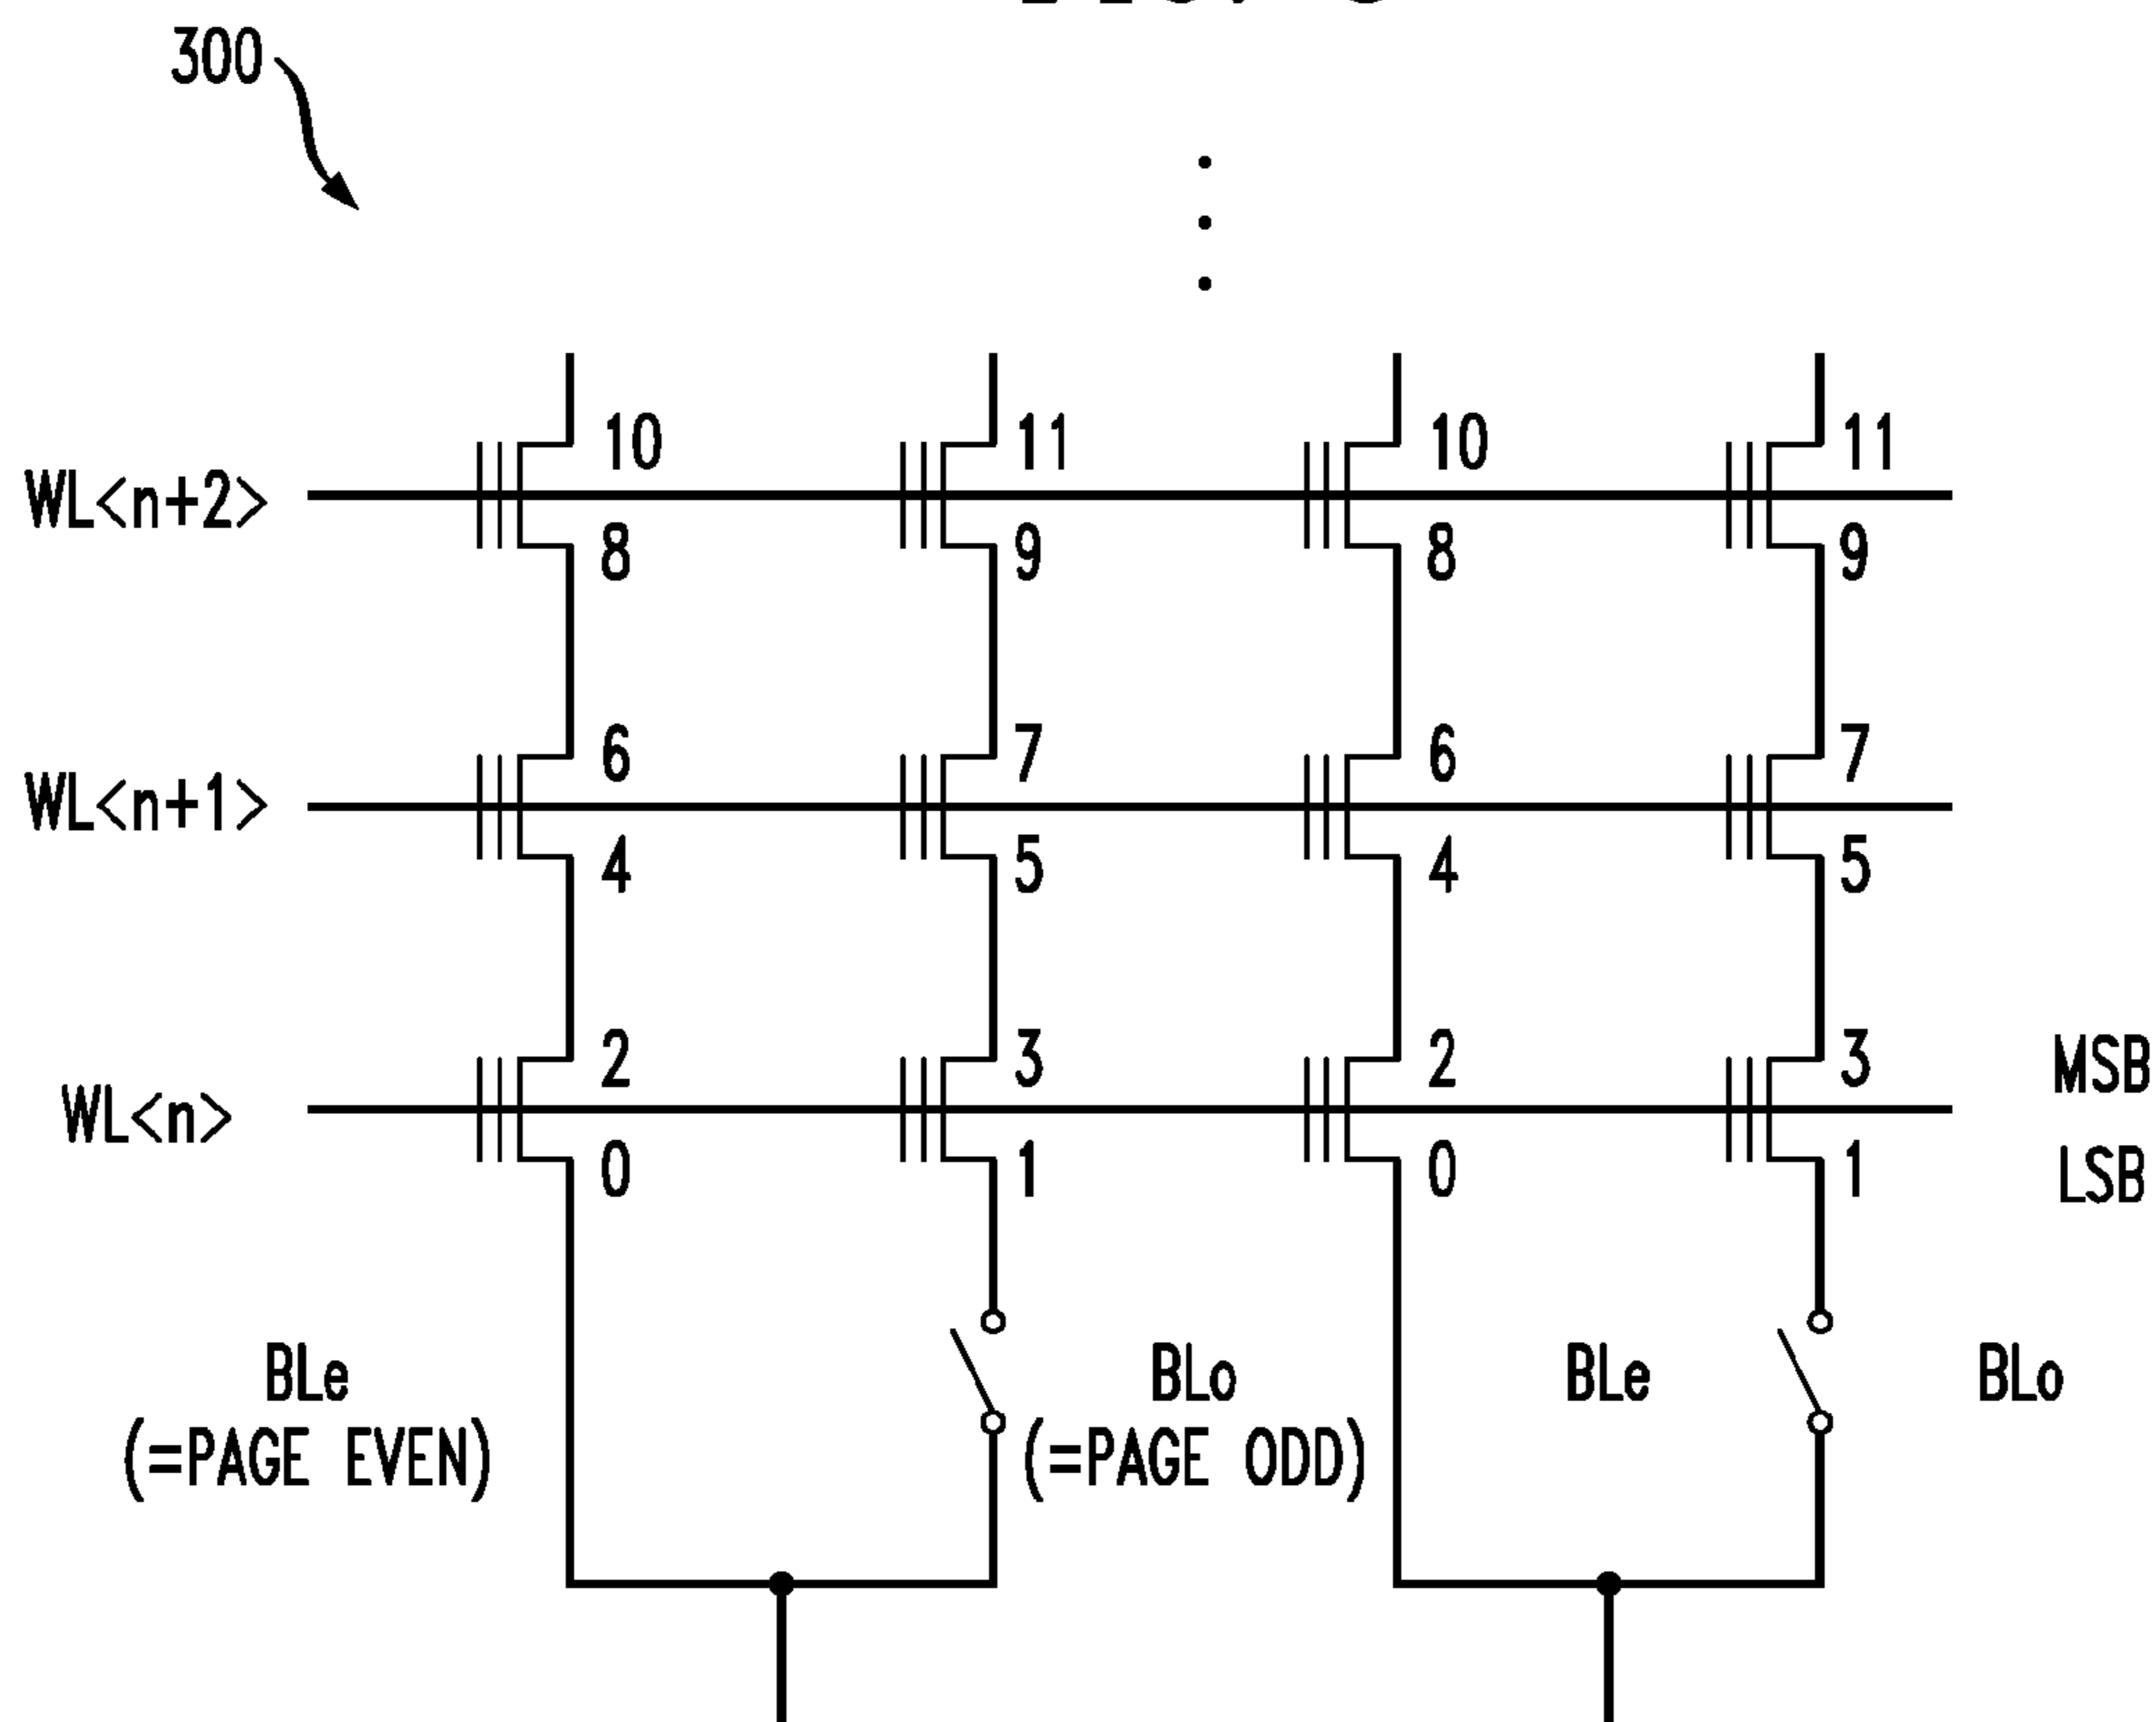 300
10 11 10 11
WL<n+2>
8 9 8 9
6 7 6 7
WL<n+1>
4 5 4 5
2 3 2 3 MSB
WL<n>
0 1 0 1 LSB
BLe BLo BLe BLo
(=PAGE EVEN) (=PAGE ODD)